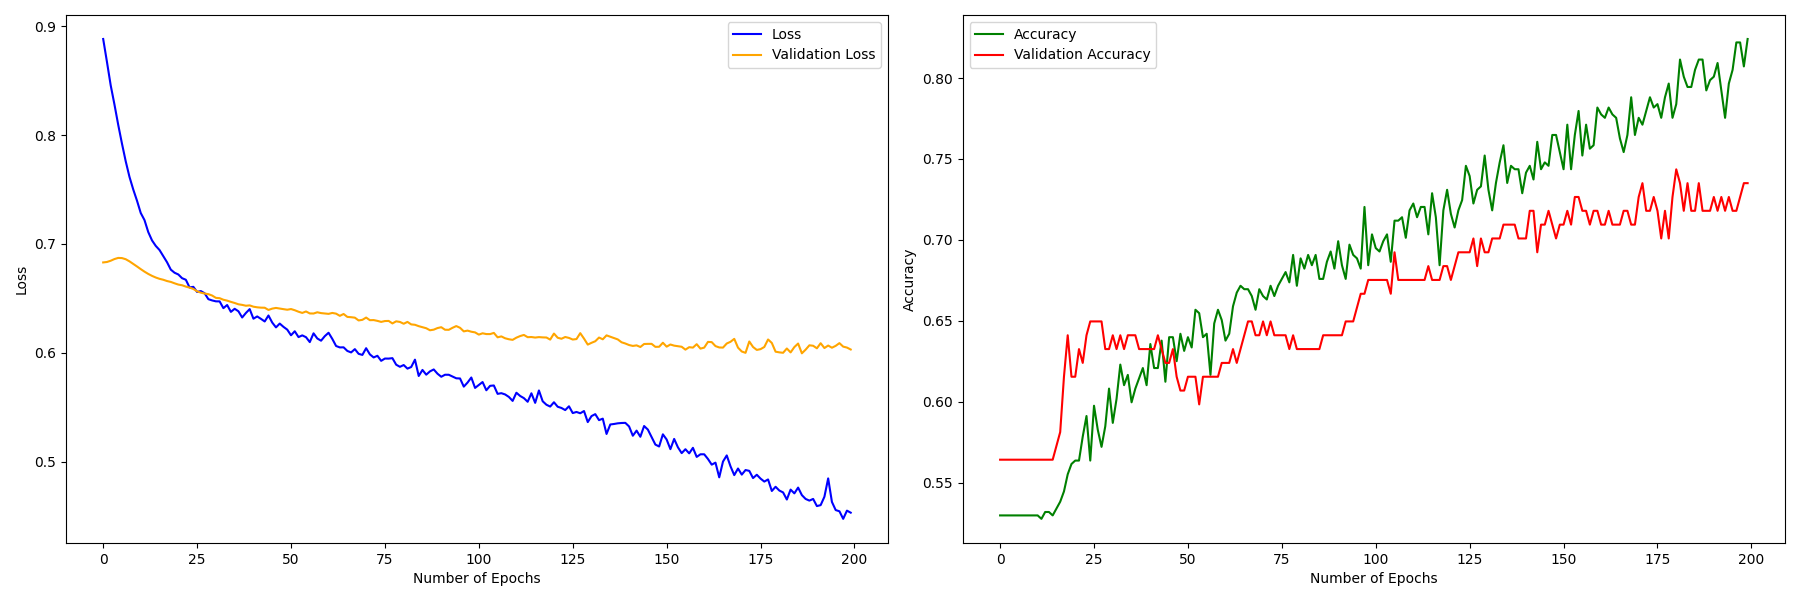 0.9
0.8
0.7
0.6
0.5
Loss
Loss
Validation Loss
0 25 50 75 100 125 150 175 200
Number of Epochs
0.80
0.75
0.70
0.65
0.60
0.55
Accuracy
Accuracy
Validation Accuracy
0 25 50 75 100 125 150 175 200
Number of Epochs